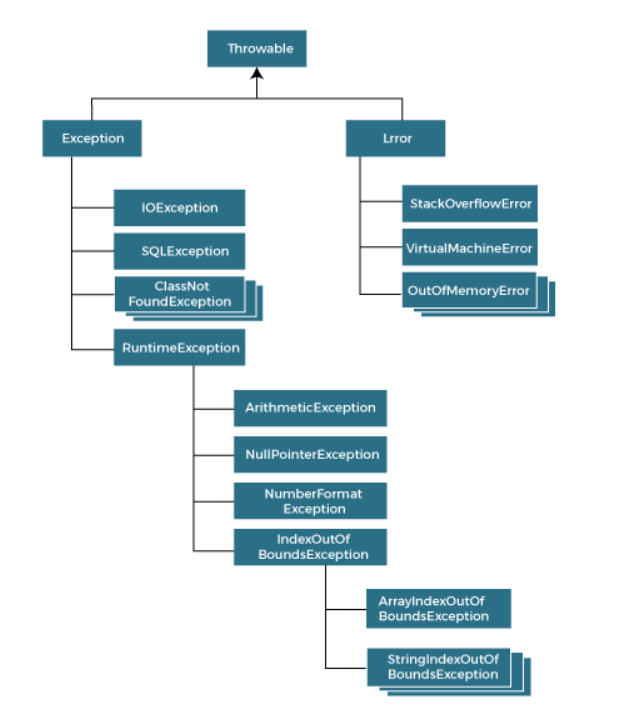 Throwable
Exception
Lrror
IOException
StackOverflowError
SQLException
VirtualMachineError
ClassNot
FoundException
OutOfMemoryError
RuntimeException
ArithmeticException
NullPointerException
NumberFormat
Exception
IndexOutOf
BoundsException
ArrayIndexOutOf
BoundsException
StringIndexOutOf
BoundsException